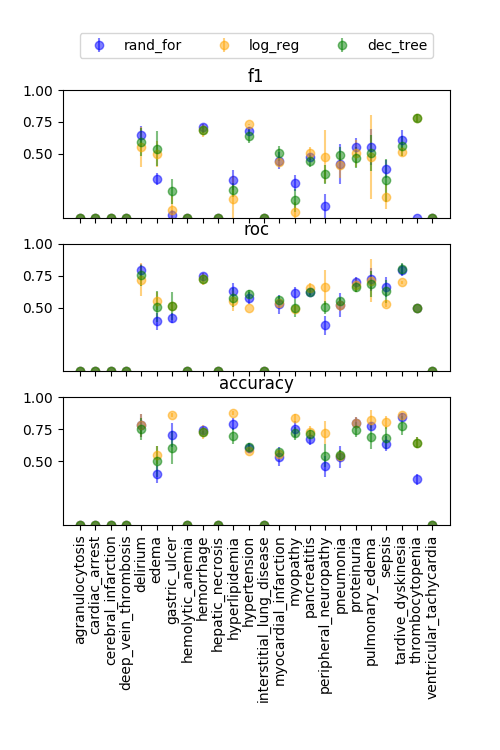 rand_for log_reg dec_tree
f1
1.00
0.75
0.50
roc
1.00
0.75
0.50
accuracy
1.00
0.75
0.50
agranulocytosis
cardiac_arrest
cerebral_infarction
deep_vein_thrombosis
delirium
edema
gastric_ulcer
hemolytic_anemia
hemorrhage
hepatic_necrosis
hyperlipidemia
hypertension
interstitial_lung_disease
myocardial_infarction
myopathy
pancreatitis
peripheral_neuropathy
pneumonia
proteinuria
pulmonary_edema
sepsis
tardive_dyskinesia
thrombocytopenia
ventricular_tachycardia